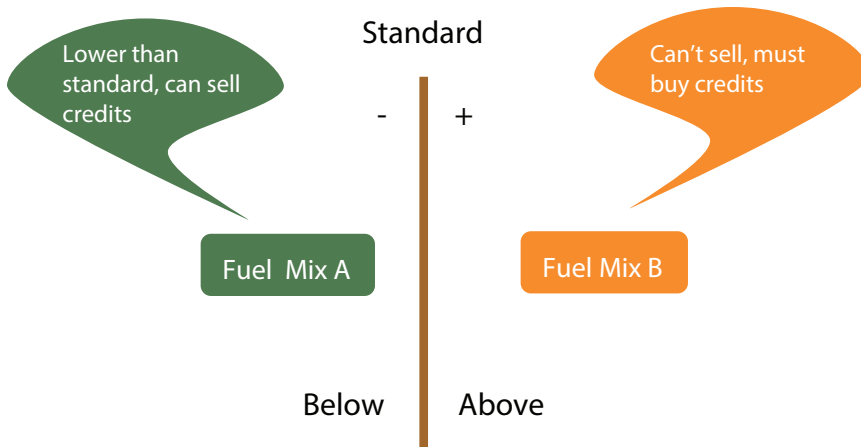 Standard
Lower than
standard, can sell
credits
Can't sell, must
buy credits
- +
Fuel Mix A
Fuel Mix B
Below
Above